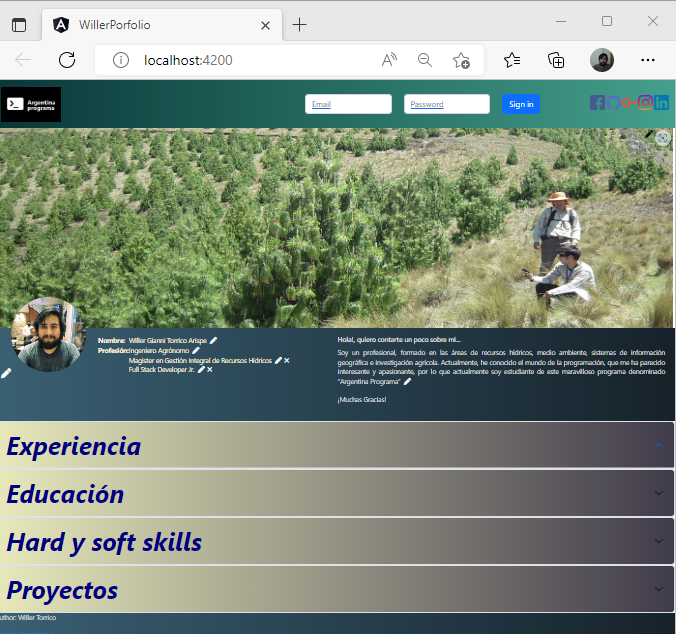 WillerPorfolio
localhost:4200
Argentina
programa
Email
Password
Sign in
Nombre: Willer Gianni Torrico Arispe
Profesión: Ingeniero Agrónomo
Magister en Gestión Integral de Recursos Hídricos
Full Stack Developer Jr.
Hola!, quiero contarte un poco sobre mi...
Soy un profesional, formado en las áreas de recursos hídricos, medio ambiente, sistemas de información
geográfica e investigación agrícola. Actualmente, he conocido el mundo de la programación, que me ha parecido
interesante y apasionante, por lo que actualmente soy estudiante de este maravilloso programa denominado
"Argentina Programa"
¡Muchas Gracias!
Experiencia
Educación
Hard y soft skills
Proyectos
uthor: Willer Torrico